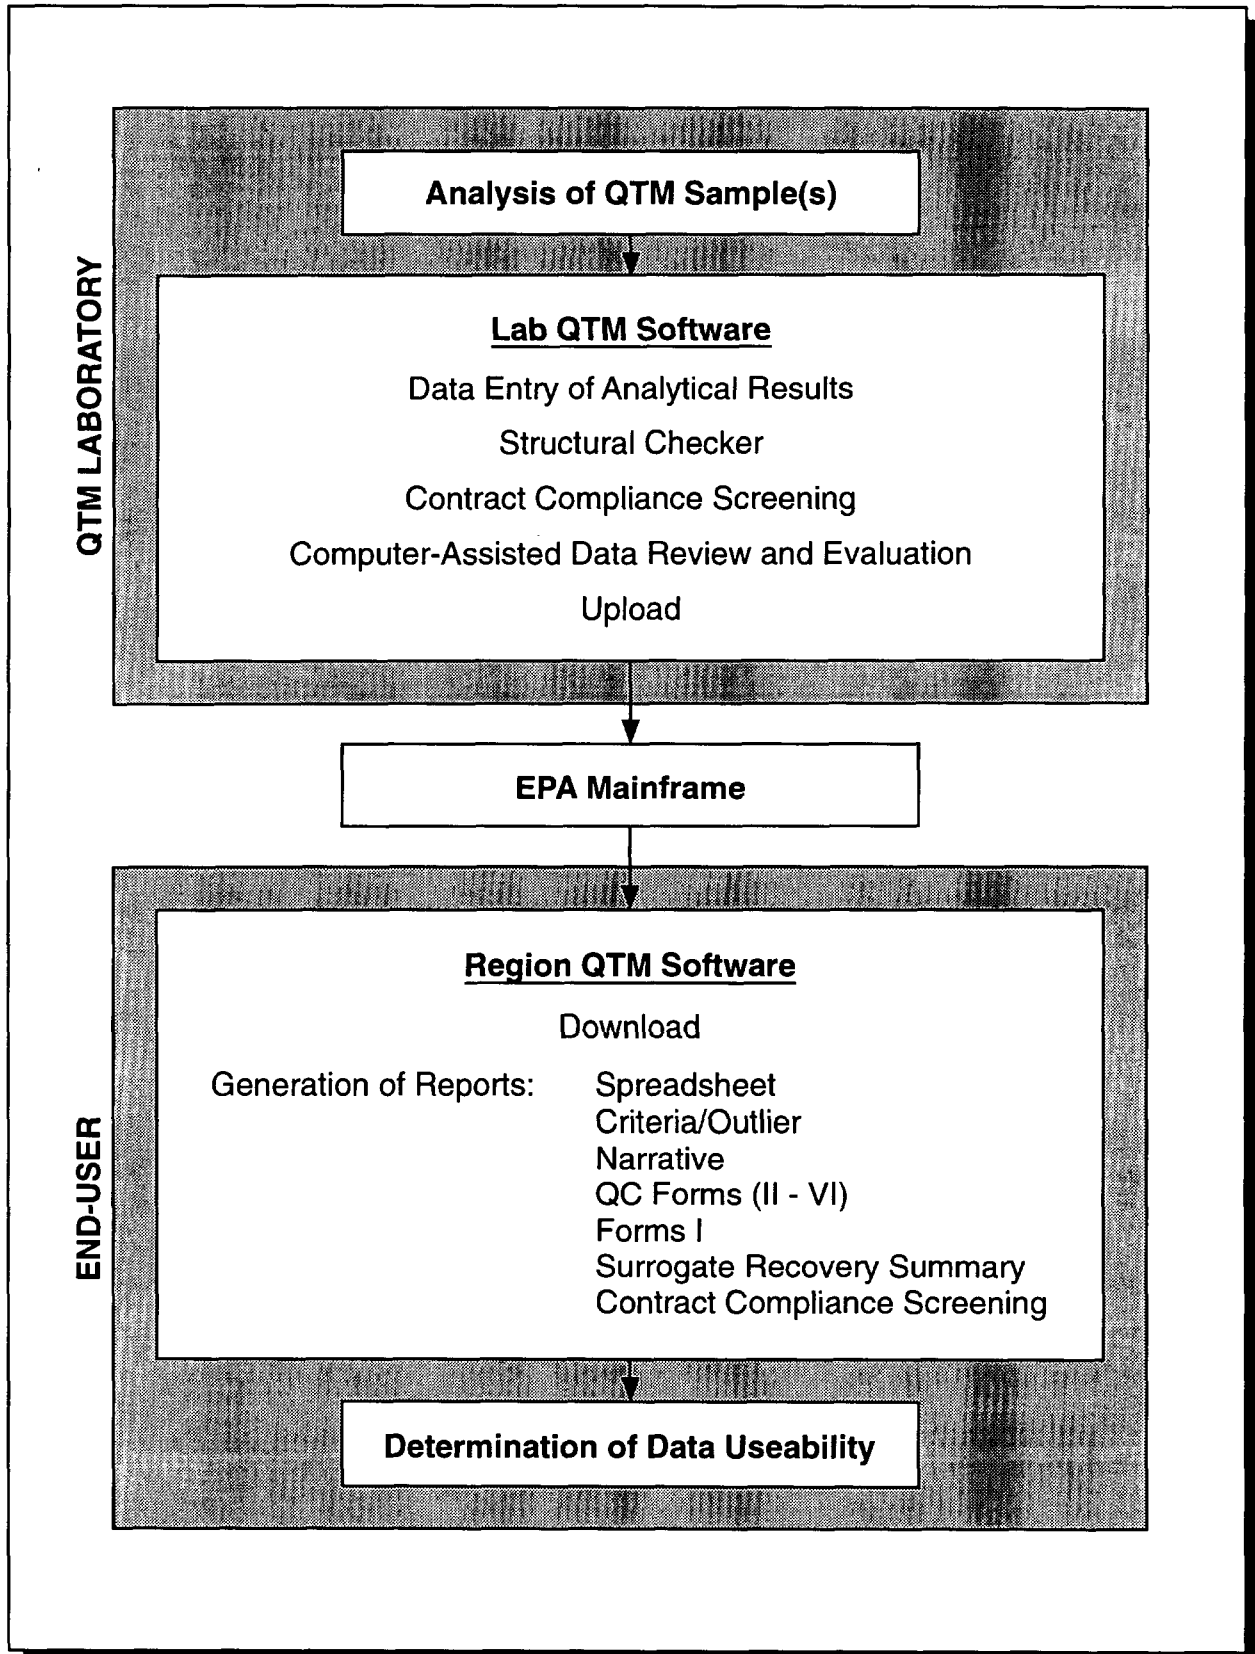 QTM LABORATORY
Analysis of QTM Sample(s)
Lab QTM Software
Data Entry of Analytical Results
Structural Checker
Contract Compliance Screening
Computer-Assisted Data Review and Evaluation
Upload
EPA Mainframe
END-USER
Region QTM Software
Download
Generation of Reports: Spreadsheet
Criteria/Outlier
Narrative
QC Forms (II - VI)
Forms I
Surrogate Recovery Summary
Contract Compliance Screening
Determination of Data Useability